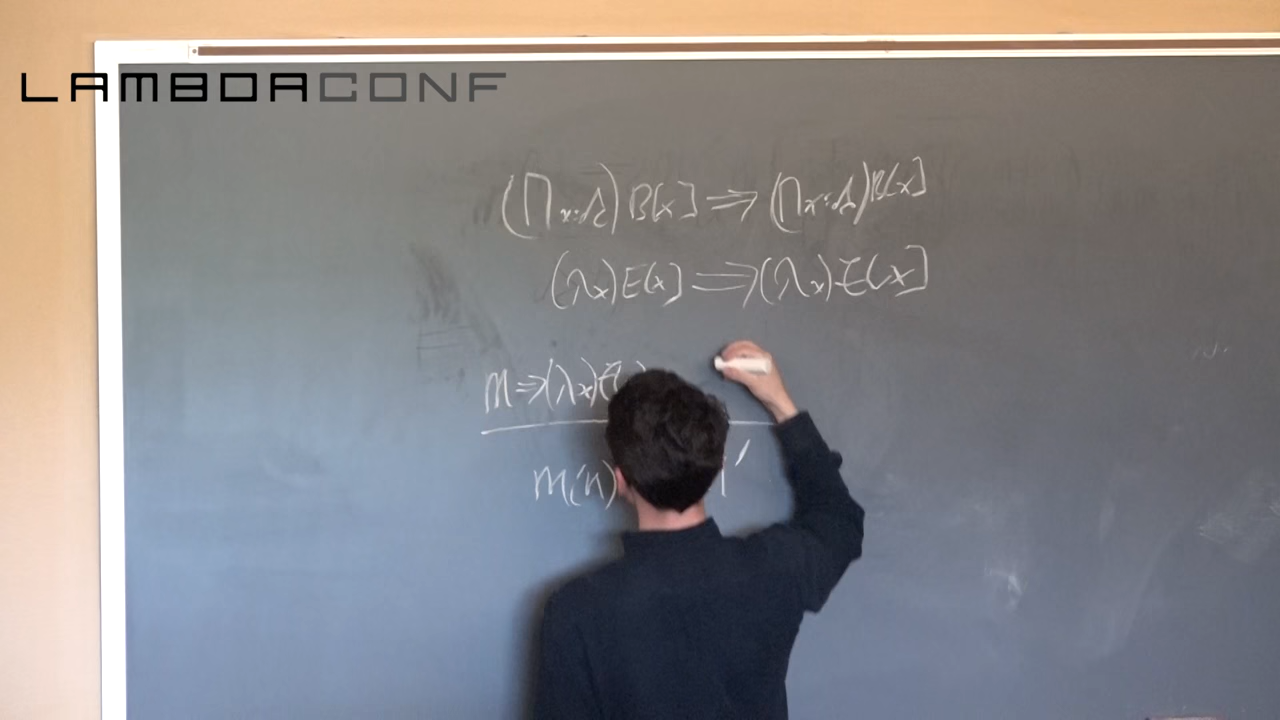 LAMBDACONF
(∏x:A)B[x] ⇒ (∏x:A)B[x]
(λx)E[x] ⇒ (λx)E[x]
M ⇒ (λx)E
M(N) '